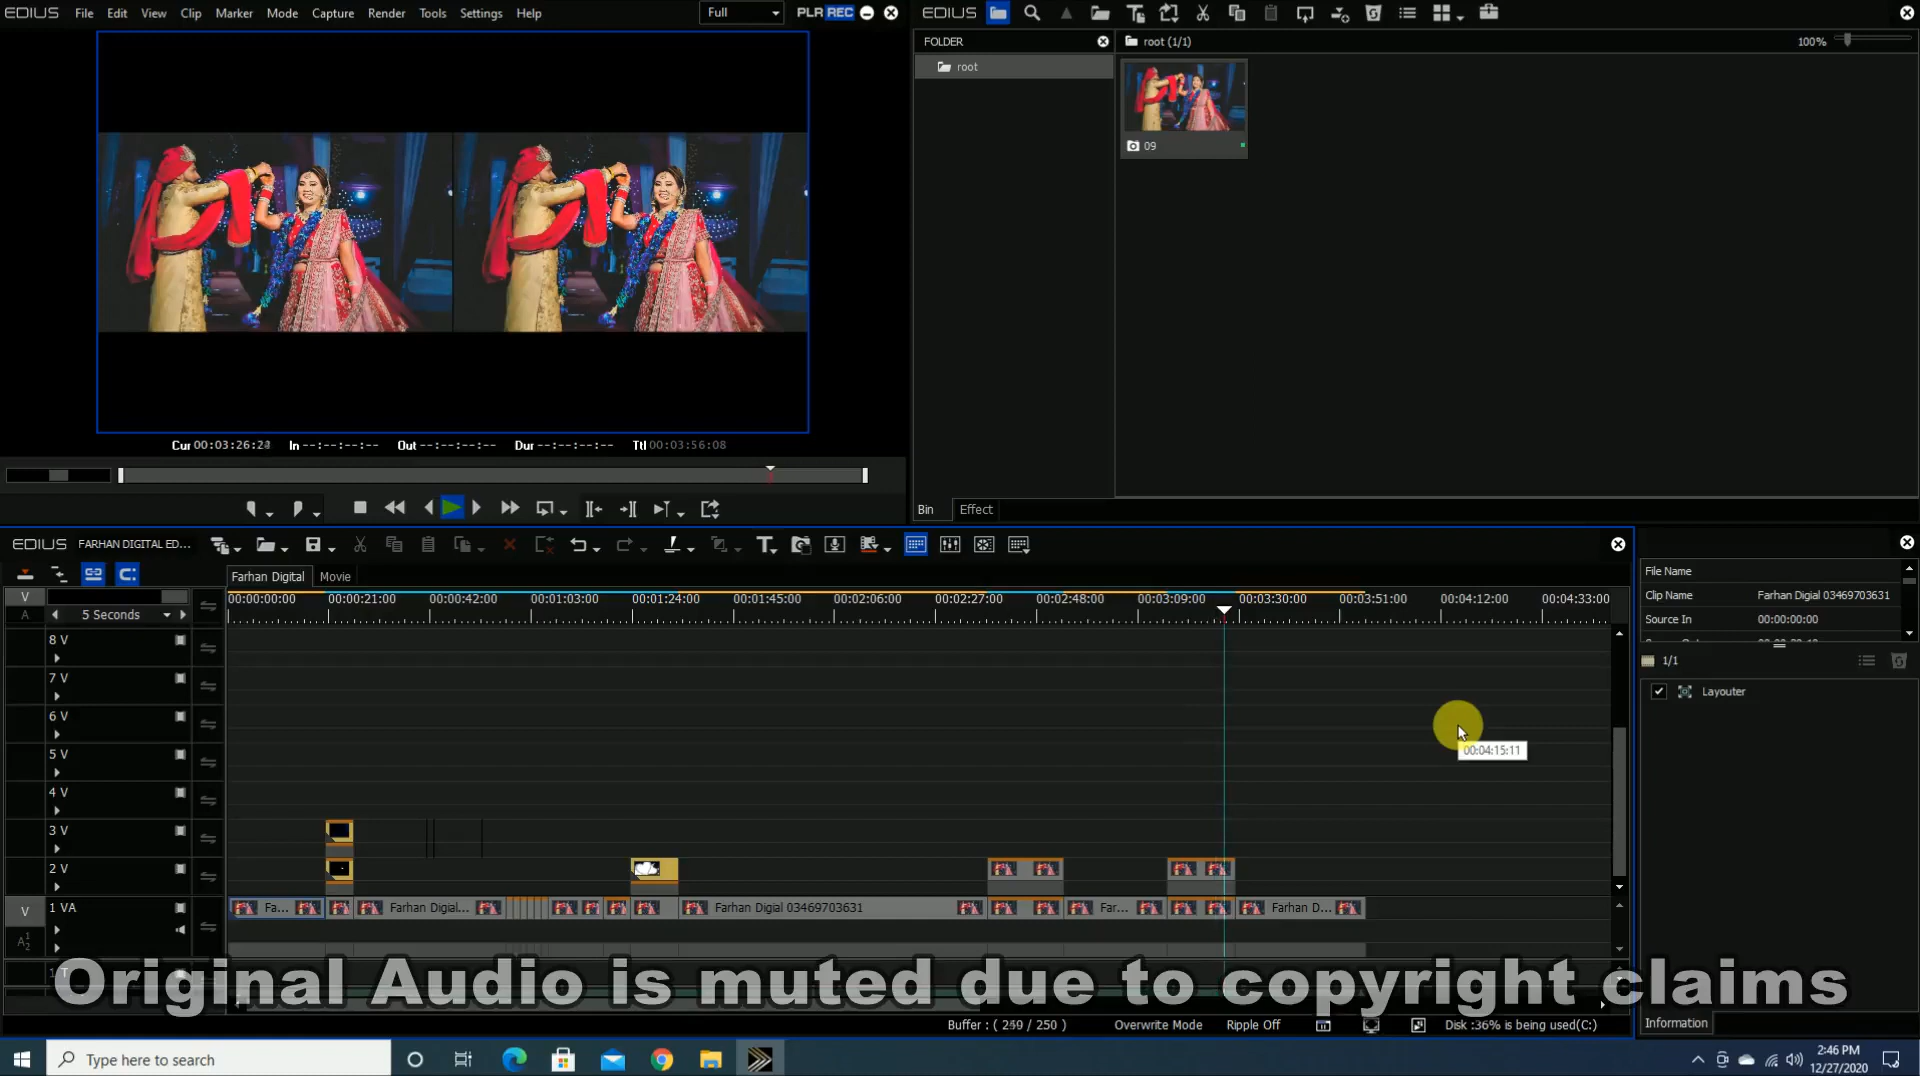 EDIUS File Edit View Clip Marker Mode Capture Render Tools Settings Help Full PLR REC
EDIUS
FOLDER
root (1/1)
100%
root
09
Cur 00:03:26:23 In --:--:--:-- Out --:--:--:-- Dur --:--:--:-- Ttl 00:03:56:08
Bin Effect
EDIUS FARHAN DIGITAL ED...
Farhan Digital Movie
V
A
5 Seconds
00:00:00:00 00:00:21:00 00:00:42:00 00:01:03:00 00:01:24:00 00:01:45:00 00:02:06:00 00:02:27:00 00:02:48:00 00:03:09:00 00:03:30:00 00:03:51:00 00:04:12:00 00:04:33:00
8 V
7 V
6 V
5 V
4 V
3 V
2 V
V 1 VA
Fa... Farhan Digial... Farhan Digial 03469703631 Far... Farhan D...
00:04:15:11
File Name
Clip Name Farhan Digial 03469703631
Source In 00:00:00:00
1/1
Layouter
Original Audio is muted due to copyright claims
Buffer : ( 249 / 250 ) Overwrite Mode Ripple Off Disk :36% is being used(C:)
Information
Type here to search
2:46 PM
12/27/2020